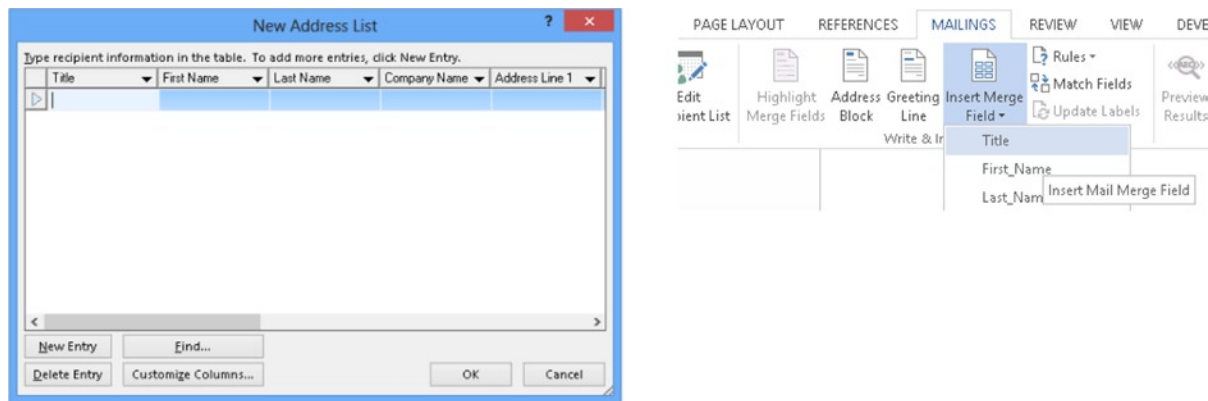 New Address List
?
Type recipient information in the table. To add more entries, click New Entry.
Title First Name Last Name Company Name Address Line 1
New Entry Find...
Delete Entry Customize Columns... OK Cancel
PAGE LAYOUT REFERENCES MAILINGS REVIEW VIEW DEVE
Edit
pient List
Highlight
Merge Fields
Address
Block
Greeting
Line
Insert Merge
Field
Rules
Match Fields
Update Labels
«ABC»
Preview
Results
Write & In
Title
First_Name
Last_Nam
Insert Mail Merge Field